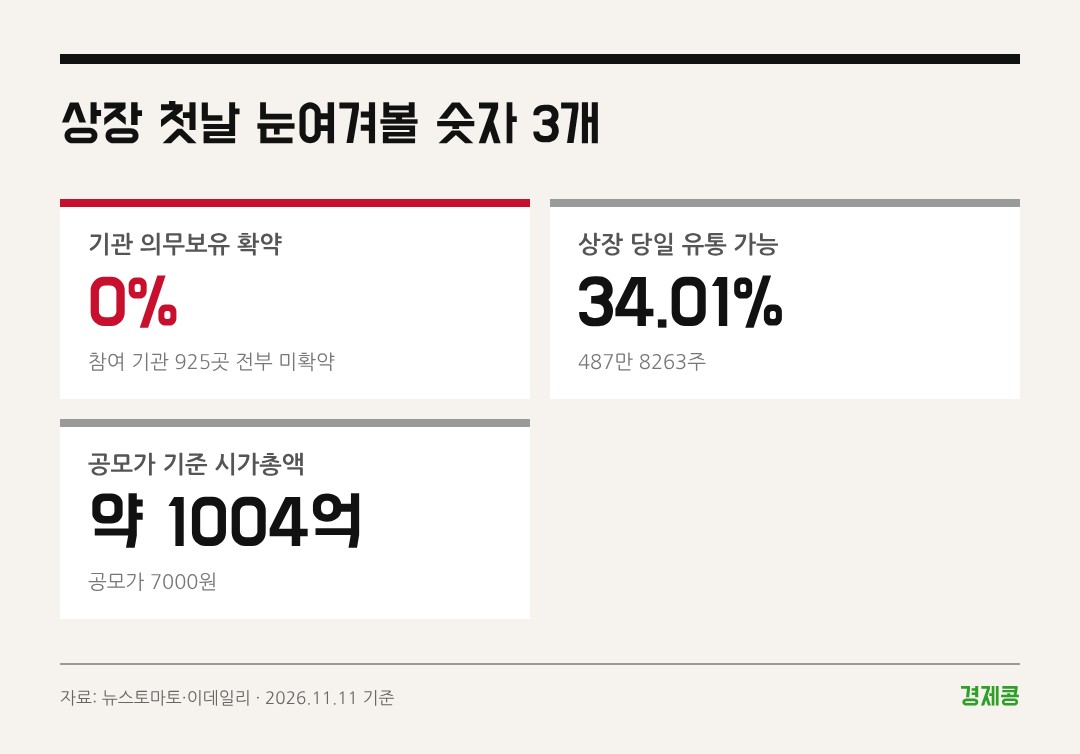 상장 첫날 눈여겨볼 숫자 3개
기관 의무보유 확약
0%
참여 기관 925곳 전부 미확약
상장 당일 유통 가능
34.01%
487만 8263주
공모가 기준 시가총액
약 1004억
공모가 7000원
자료: 뉴스토마토·이데일리 · 2026.11.11 기준
경제콩